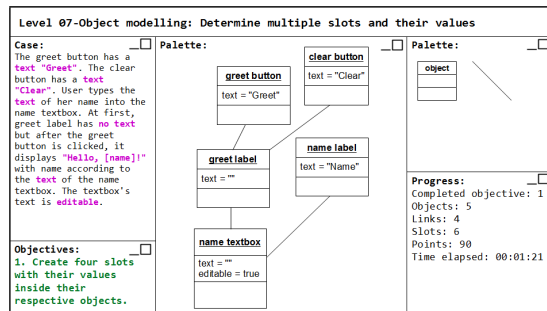 Level 07-Object modelling: Determine multiple slots and their values
Case:
The greet button has a
text "Greet". The clear
button has a text
"Clear". User types the
text of her name into the
name textbox. At first,
greet label has no text
but after the greet
button is clicked, it
displays "Hello, [name]!"
with name according to
the text of the name
textbox. The textbox's
text is editable.
Objectives:
1. Create four slots
with their values
inside their
respective objects.
Palette:
clear button
text = "Clear"
greet button
text = "Greet"
name label
text = "Name"
greet label
text = ""
name textbox
text = ""
editable = true
Palette:
object
Progress:
Completed objective: 1
Objects: 5
Links: 4
Slots: 6
Points: 90
Time elapsed: 00:01:21